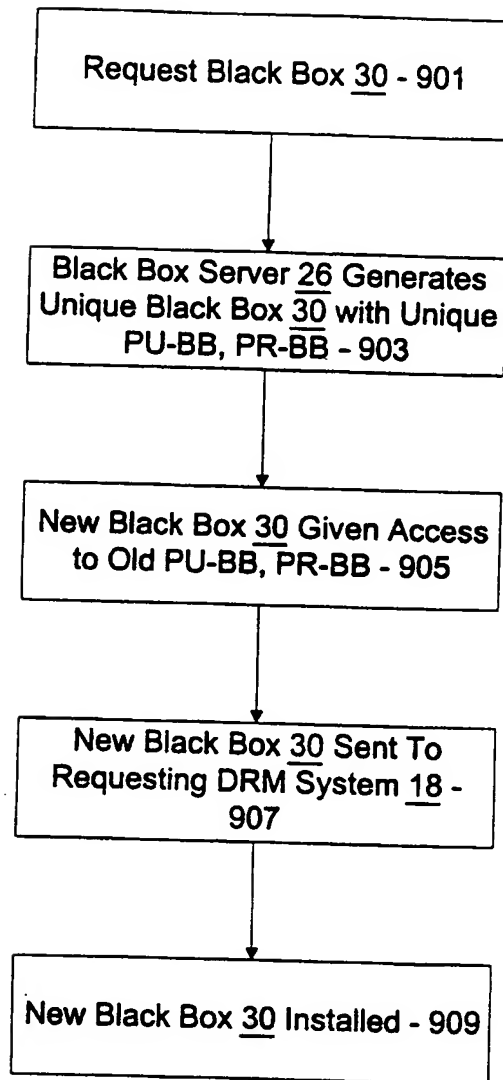 Request Black Box 30 - 901
Black Box Server 26 Generates
Unique Black Box 30 with Unique
PU-BB, PR-BB - 903
New Black Box 30 Given Access
to Old PU-BB, PR-BB - 905
New Black Box 30 Sent To
Requesting DRM System 18 -
907
New Black Box 30 Installed - 909